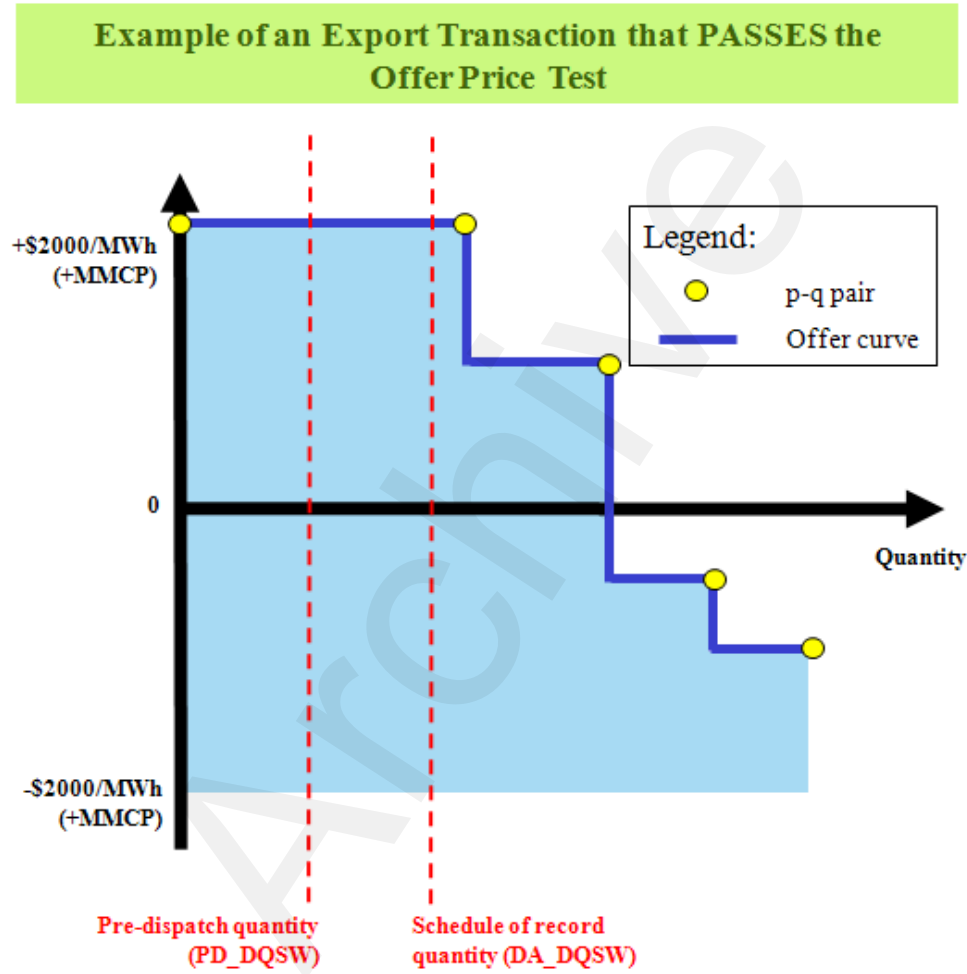 Example of an Export Transaction that PASSES the
Offer Price Test
+$2000/MWh
(+MMCP)
Legend:
p-q pair
Offer curve
0
Quantity
-$2000/MWh
(+MMCP)
Pre-dispatch quantity
(PD_DQSW)
Schedule of record
quantity (DA_DQSW)
Archive